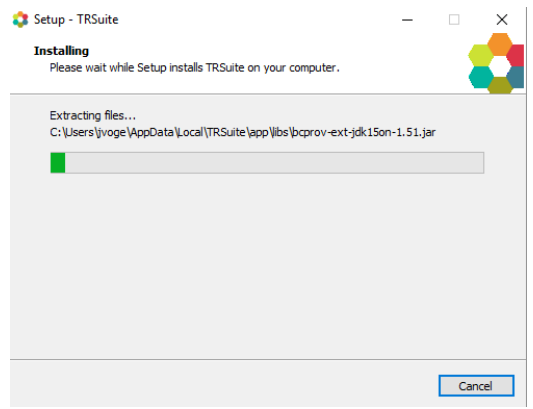 Setup - TRSuite
Installing
Please wait while Setup installs TRSuite on your computer.
Extracting files...
C:\Users\jvoge\AppData\Local\TRSuite\app\libs\bcprov-ext-jdk15on-1.51.jar
Cancel